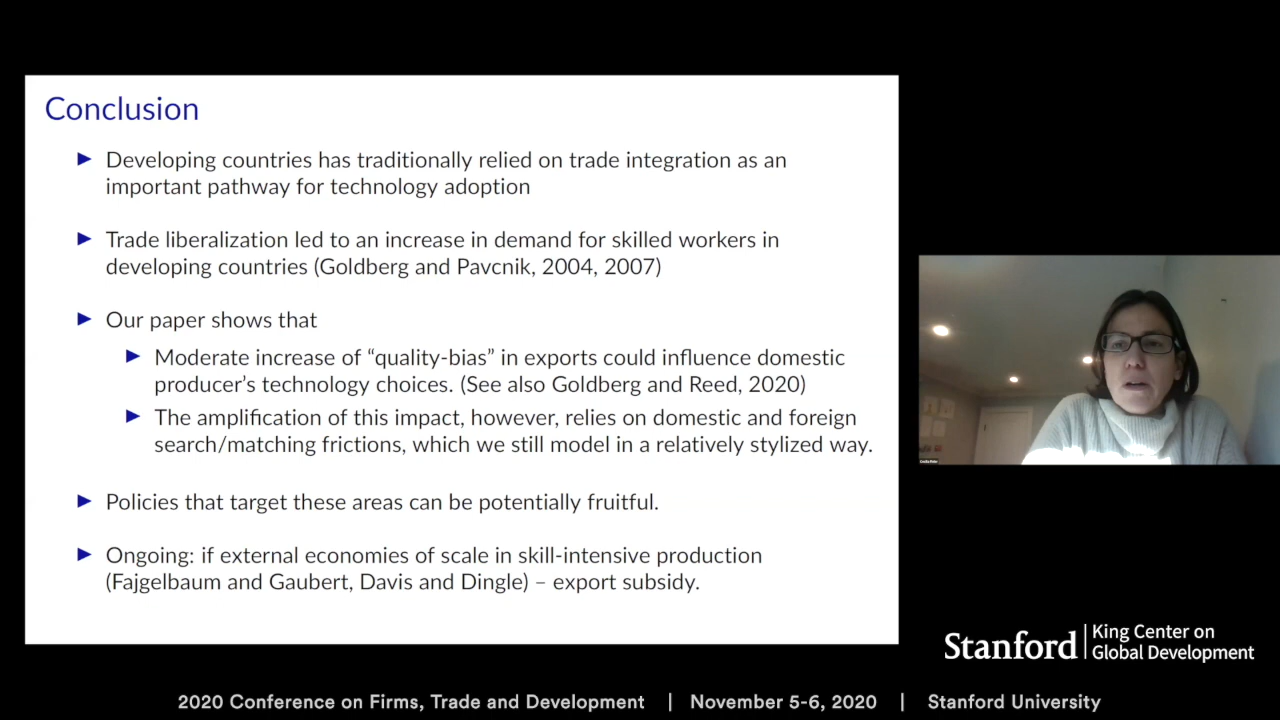 Conclusion
▶ Developing countries has traditionally relied on trade integration as an
important pathway for technology adoption
▶ Trade liberalization led to an increase in demand for skilled workers in
developing countries (Goldberg and Pavcnik, 2004, 2007)
▶ Our paper shows that
▶ Moderate increase of “quality-bias” in exports could influence domestic
producer’s technology choices. (See also Goldberg and Reed, 2020)
▶ The amplification of this impact, however, relies on domestic and foreign
search/matching frictions, which we still model in a relatively stylized way.
▶ Policies that target these areas can be potentially fruitful.
▶ Ongoing: if external economies of scale in skill-intensive production
(Fajgelbaum and Gaubert, Davis and Dingle) – export subsidy.
Stanford | King Center on
Global Development
2020 Conference on Firms, Trade and Development | November 5-6, 2020 | Stanford University